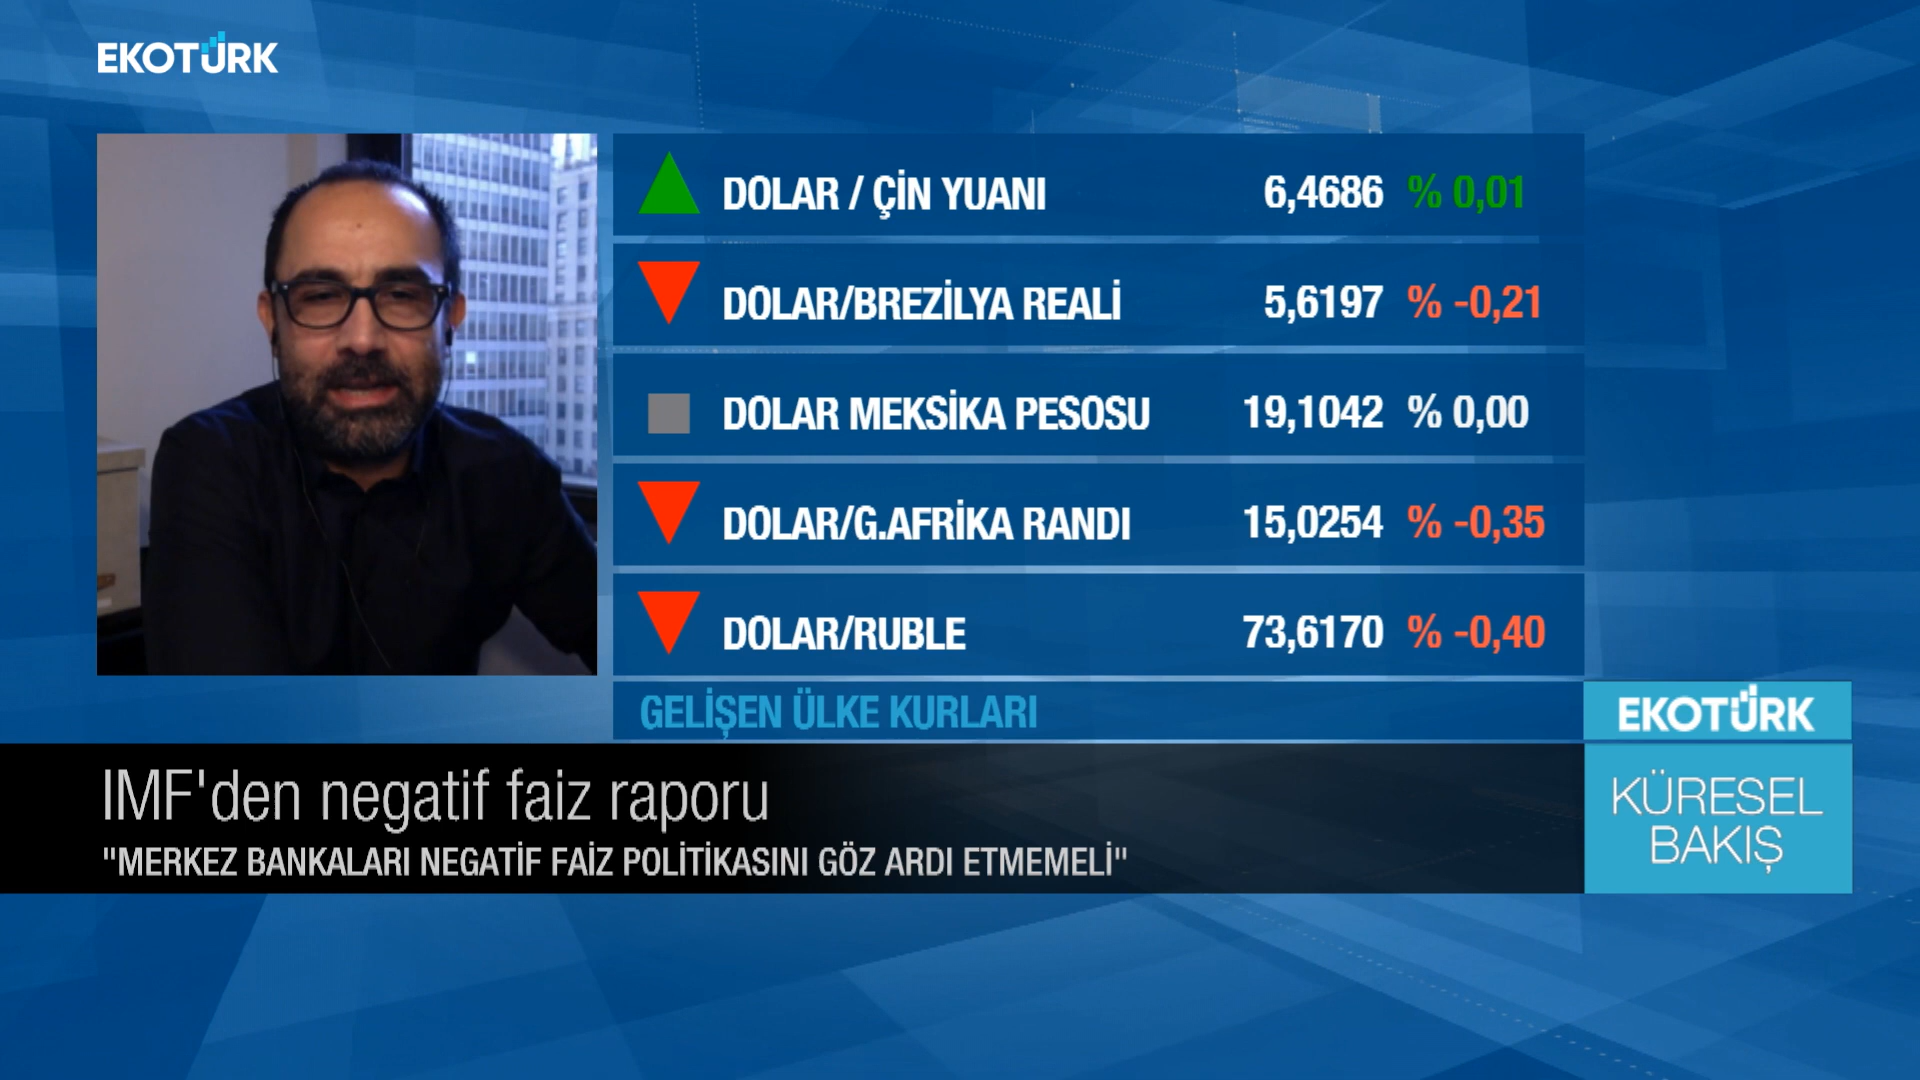 EKOTÜRK
DOLAR / ÇİN YUANI 6,4686 % 0,01
DOLAR/BREZİLYA REALİ 5,6197 % -0,21
DOLAR MEKSİKA PESOSU 19,1042 % 0,00
DOLAR/G.AFRİKA RANDI 15,0254 % -0,35
DOLAR/RUBLE 73,6170 % -0,40
GELİŞEN ÜLKE KURLARI
EKOTÜRK
IMF'den negatif faiz raporu
"MERKEZ BANKALARI NEGATİF FAİZ POLİTİKASINI GÖZ ARDI ETMEMELİ"
KÜRESEL
BAKIŞ